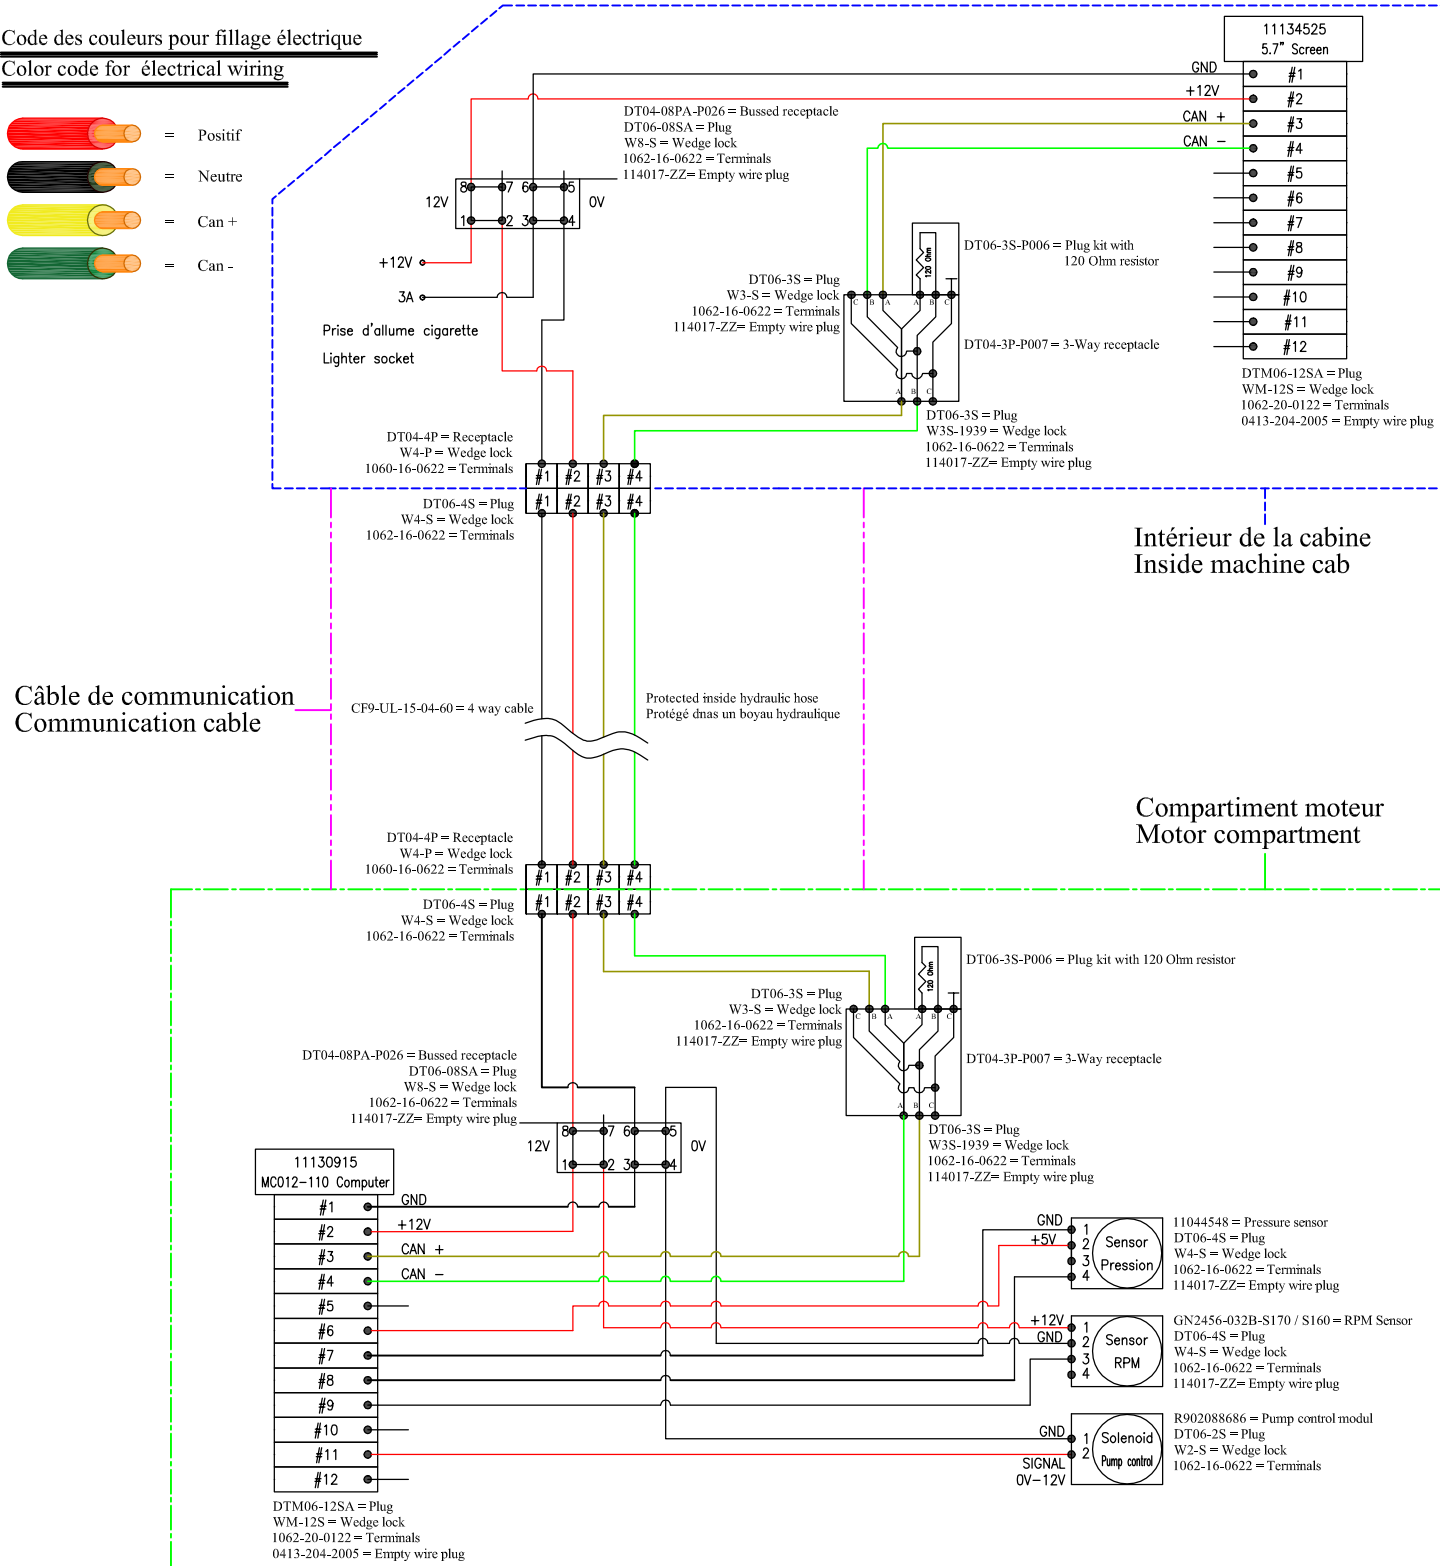 Code des couleurs pour fillage électrique
Color code for électrical wiring
= Positif
= Neutre
= Can +
= Can -
11134525
5.7" Screen
GND #1
+12V #2
CAN + #3
CAN - #4
#5
#6
#7
#8
#9
#10
#11
#12
DTM06-12SA = Plug
WM-12S = Wedge lock
1062-20-0122 = Terminals
0413-204-2005 = Empty wire plug
DT04-08PA-P026 = Bussed receptacle
DT06-08SA = Plug
W8-S = Wedge lock
1062-16-0622 = Terminals
114017-ZZ= Empty wire plug
8 7 6 5
12V 0V
1 2 3 4
+12V
3A
Prise d'allume cigarette
Lighter socket
120 Ohm
DT06-3S-P006 = Plug kit with
120 Ohm resistor
DT06-3S = Plug
W3-S = Wedge lock
1062-16-0622 = Terminals
114017-ZZ= Empty wire plug
C B A A B C
DT04-3P-P007 = 3-Way receptacle
A B C
DT06-3S = Plug
W3S-1939 = Wedge lock
1062-16-0622 = Terminals
114017-ZZ= Empty wire plug
DT04-4P = Receptacle
W4-P = Wedge lock
1060-16-0622 = Terminals
#1 #2 #3 #4
#1 #2 #3 #4
DT06-4S = Plug
W4-S = Wedge lock
1062-16-0622 = Terminals
Intérieur de la cabine
Inside machine cab
Câble de communication
Communication cable
CF9-UL-15-04-60 = 4 way cable
Protected inside hydraulic hose
Protégé dnas un boyau hydraulique
Compartiment moteur
Motor compartment
DT04-4P = Receptacle
W4-P = Wedge lock
1060-16-0622 = Terminals
#1 #2 #3 #4
#1 #2 #3 #4
DT06-4S = Plug
W4-S = Wedge lock
1062-16-0622 = Terminals
120 Ohm
DT06-3S-P006 = Plug kit with 120 Ohm resistor
DT06-3S = Plug
W3-S = Wedge lock
1062-16-0622 = Terminals
114017-ZZ= Empty wire plug
C B A A B C
DT04-3P-P007 = 3-Way receptacle
A B C
DT06-3S = Plug
W3S-1939 = Wedge lock
1062-16-0622 = Terminals
114017-ZZ= Empty wire plug
DT04-08PA-P026 = Bussed receptacle
DT06-08SA = Plug
W8-S = Wedge lock
1062-16-0622 = Terminals
114017-ZZ= Empty wire plug
8 7 6 5
12V 0V
1 2 3 4
11130915
MC012-110 Computer
#1 GND
#2 +12V
#3 CAN +
#4 CAN -
#5
#6
#7
#8
#9
#10
#11
#12
DTM06-12SA = Plug
WM-12S = Wedge lock
1062-20-0122 = Terminals
0413-204-2005 = Empty wire plug
GND 1
+5V 2
3
4
Sensor
Pression
11044548 = Pressure sensor
DT06-4S = Plug
W4-S = Wedge lock
1062-16-0622 = Terminals
114017-ZZ= Empty wire plug
+12V 1
GND 2
3
4
Sensor
RPM
GN2456-032B-S170 / S160 = RPM Sensor
DT06-4S = Plug
W4-S = Wedge lock
1062-16-0622 = Terminals
114017-ZZ= Empty wire plug
GND 1
2
SIGNAL
0V-12V
Solenoid
Pump control
R902088686 = Pump control modul
DT06-2S = Plug
W2-S = Wedge lock
1062-16-0622 = Terminals